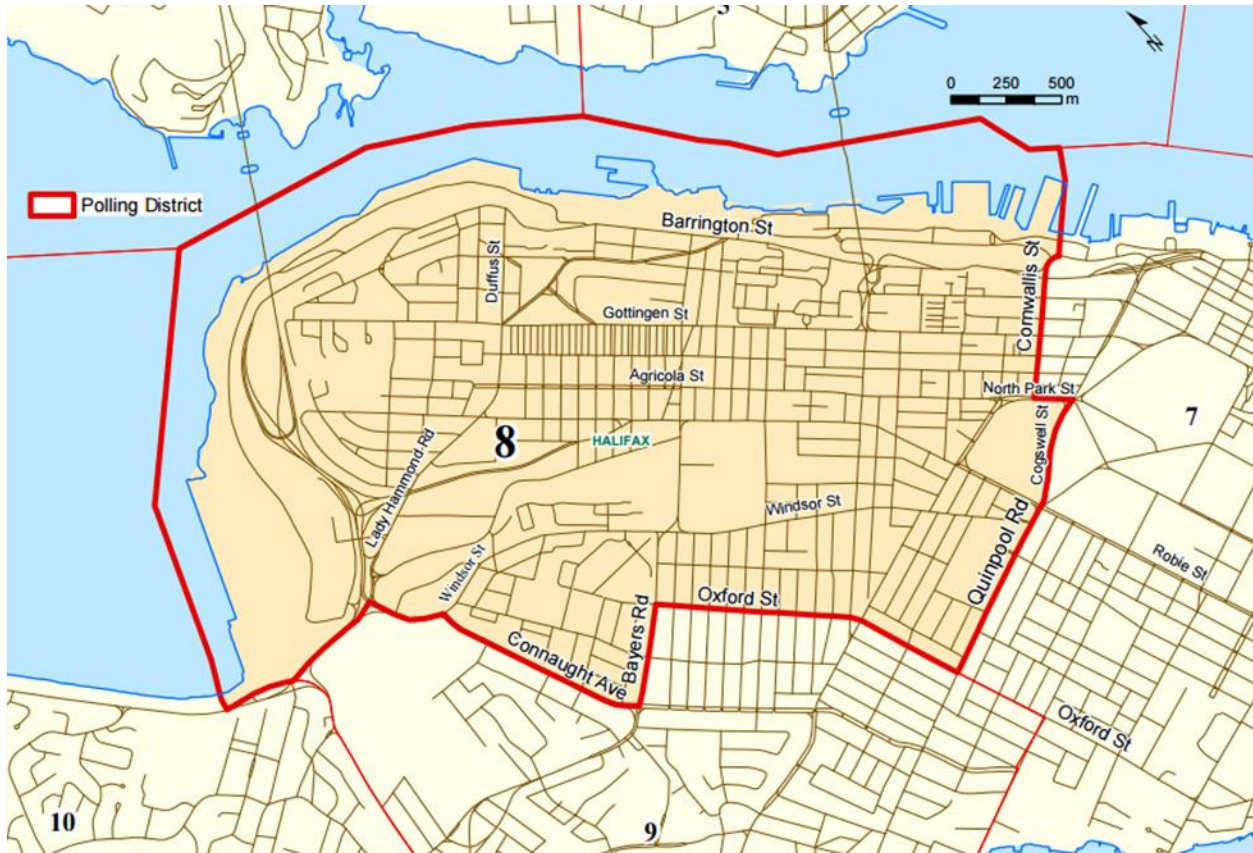 N
0 250 500
m
Polling District
Barrington St
Duffus St
Gottingen St
Cornwallis St
Agricola St
North Park St
7
8
HALIFAX
Cogswell St
Lady Hammond Rd
Windsor St
Windsor St
Quinpool Rd
Robie St
Oxford St
Bayers Rd
Connaught Ave
Oxford St
10
9